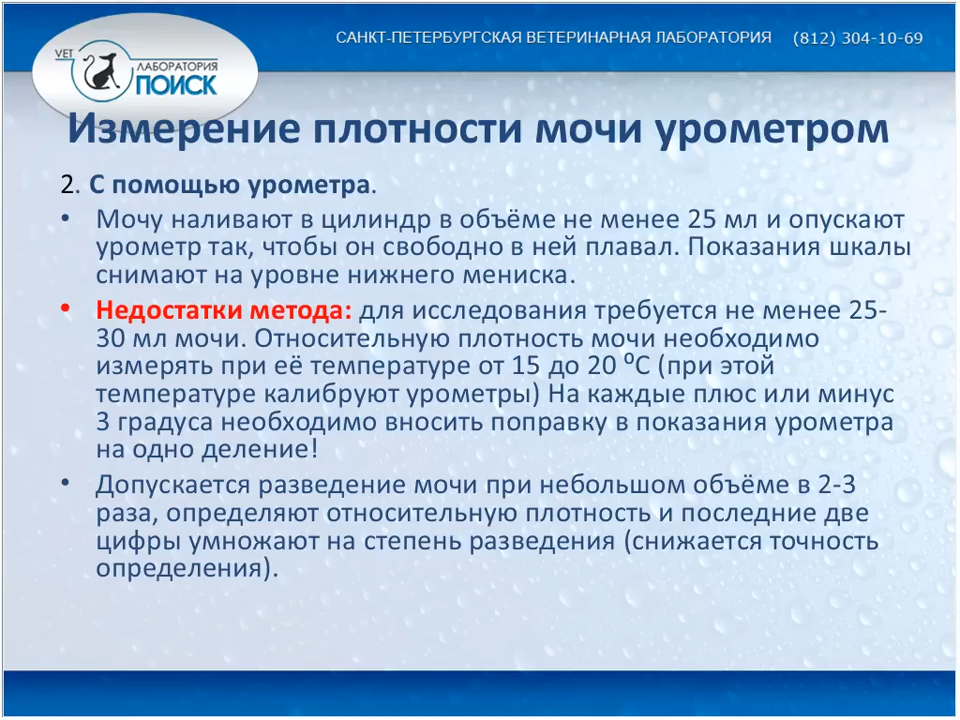 САНКТ-ПЕТЕРБУРГСКАЯ ВЕТЕРИНАРНАЯ ЛАБОРАТОРИЯ (812) 304-10-69
VET
ЛАБОРАТОРИЯ
ПОИСК
Измерение плотности мочи урометром
2. С помощью урометра.
• Мочу наливают в цилиндр в объёме не менее 25 мл и опускают
урометр так, чтобы он свободно в ней плавал. Показания шкалы
снимают на уровне нижнего мениска.
• Недостатки метода: для исследования требуется не менее 25-
30 мл мочи. Относительную плотность мочи необходимо
измерять при её температуре от 15 до 20 ⁰С (при этой
температуре калибруют урометры) На каждые плюс или минус
3 градуса необходимо вносить поправку в показания урометра
на одно деление!
• Допускается разведение мочи при небольшом объёме в 2-3
раза, определяют относительную плотность и последние две
цифры умножают на степень разведения (снижается точность
определения).